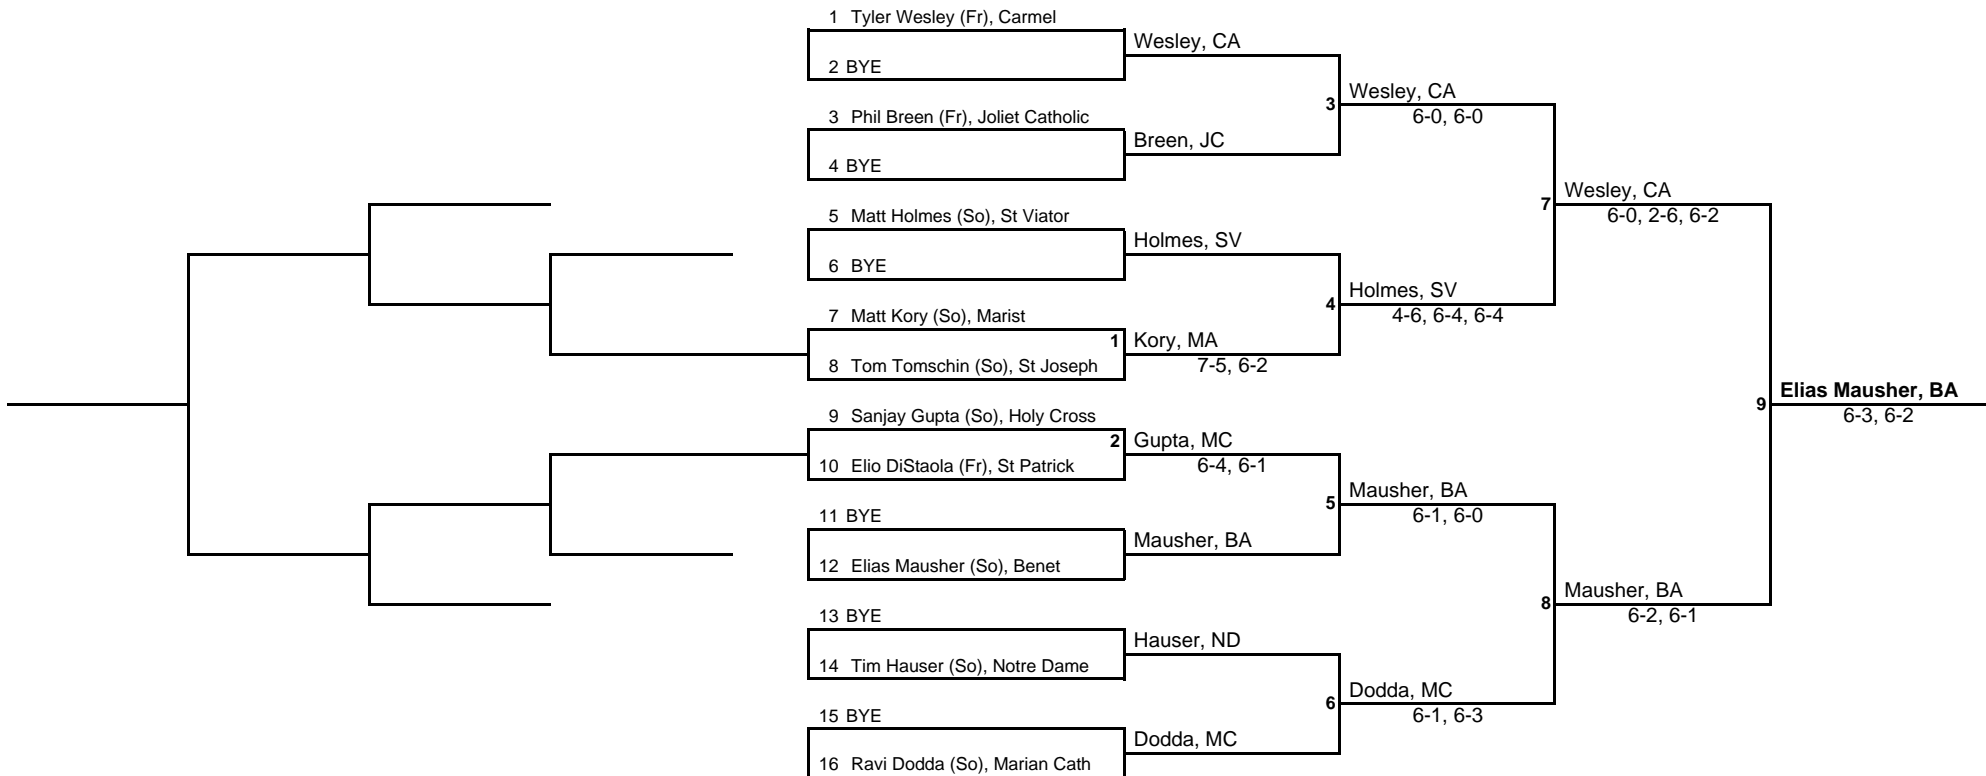 1 Tyler Wesley (Fr), Carmel
Wesley, CA
2 BYE
Wesley, CA
3
6-0, 6-0
3 Phil Breen (Fr), Joliet Catholic
Breen, JC
4 BYE
Wesley, CA
7
6-0, 2-6, 6-2
5 Matt Holmes (So), St Viator
Holmes, SV
6 BYE
Holmes, SV
4
4-6, 6-4, 6-4
7 Matt Kory (So), Marist
1 Kory, MA
8 Tom Tomschin (So), St Joseph
7-5, 6-2
Elias Mausher, BA
9
6-3, 6-2
9 Sanjay Gupta (So), Holy Cross
2 Gupta, MC
10 Elio DiStaola (Fr), St Patrick
6-4, 6-1
Mausher, BA
5
6-1, 6-0
11 BYE
Mausher, BA
12 Elias Mausher (So), Benet
Mausher, BA
8
6-2, 6-1
13 BYE
Hauser, ND
14 Tim Hauser (So), Notre Dame
Dodda, MC
6
6-1, 6-3
15 BYE
Dodda, MC
16 Ravi Dodda (So), Marian Cath